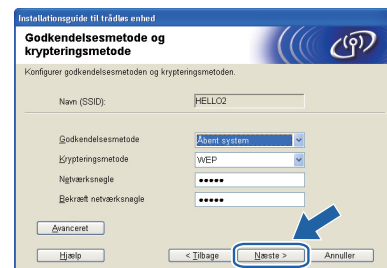 Installationsguide til trådløs enhed
Godkendelsesmetode og
krypteringsmetode
Konfigurer godkendelsesmetoden og krypteringsmetoden.
Navn (SSID): HELLO2
Godkendelsesmetode Åbent system
Krypteringsmetode WEP
Netværksnøgle •••••
Bekræft netværksnøgle •••••
Avanceret
Hjælp < Tilbage Næste > Annuller